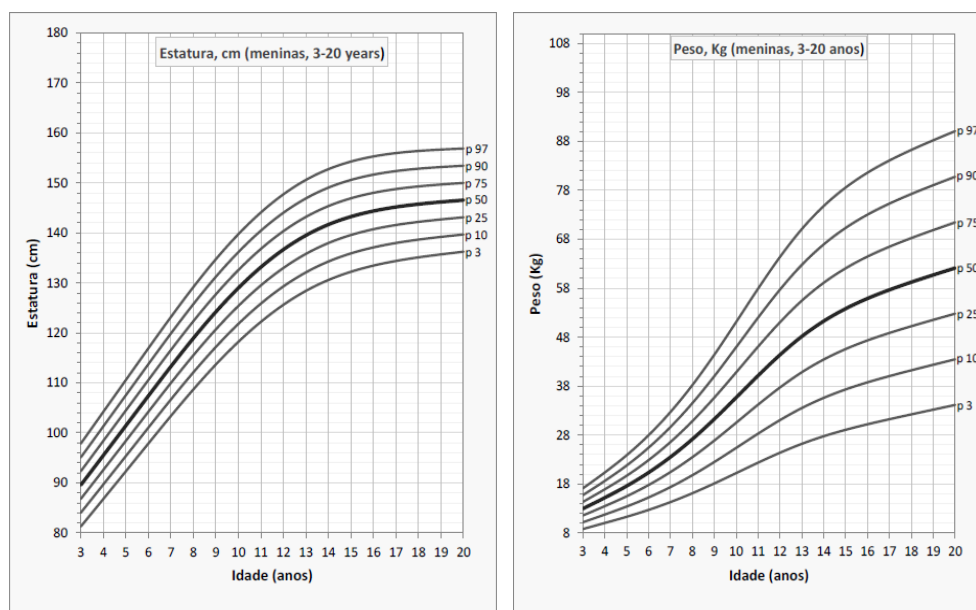 Estatura, cm (meninas, 3-20 years)
180
170
160
150
140
130
120
110
100
90
80
Estatura (cm)
p 97
p 90
p 75
p 50
p 25
p 10
p 3
3 4 5 6 7 8 9 10 11 12 13 14 15 16 17 18 19 20
Idade (anos)
Peso, Kg (meninas, 3-20 anos)
108
98
88
78
68
58
48
38
28
18
8
Peso (Kg)
p 97
p 90
p 75
p 50
p 25
p 10
p 3
3 4 5 6 7 8 9 10 11 12 13 14 15 16 17 18 19 20
Idade (anos)